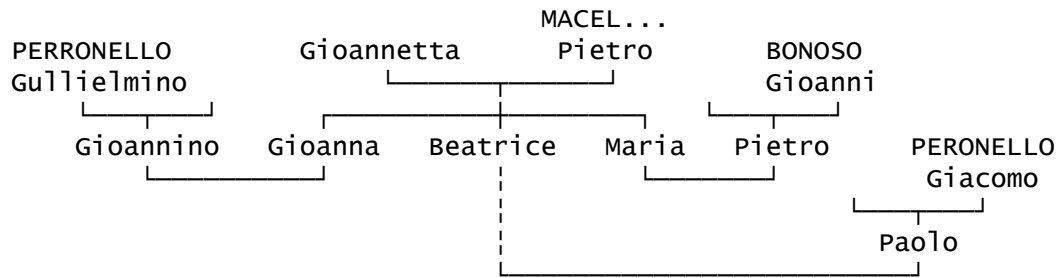 MACEL...
PERRONELLO Gioannetta Pietro BONOSO
Gullielmino Gioanni
Gioannino Gioanna Beatrice Maria Pietro PERONELLO
Giacomo
Paolo